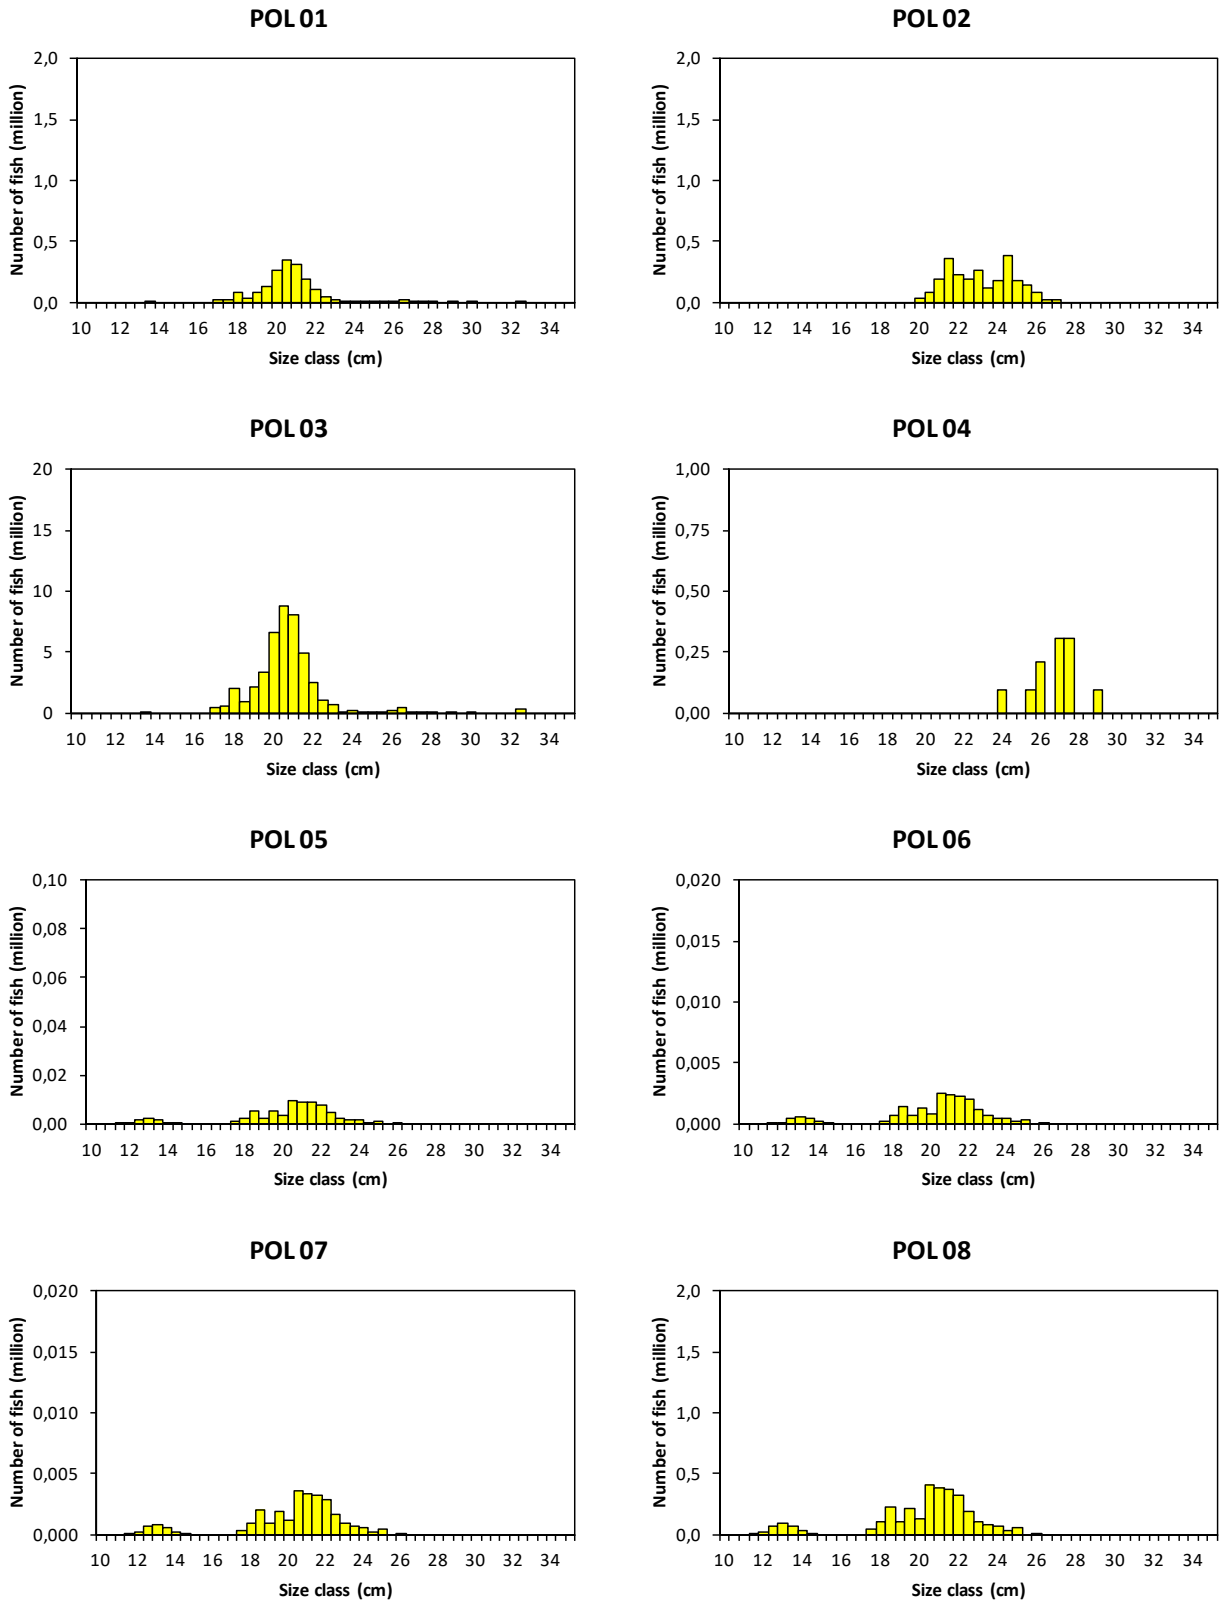 POL 01
2,0
1,5
1,0
0,5
0,0
Number of fish (million)
10 12 14 16 18 20 22 24 26 28 30 32 34
Size class (cm)
POL 02
2,0
1,5
1,0
0,5
0,0
Number of fish (million)
10 12 14 16 18 20 22 24 26 28 30 32 34
Size class (cm)
POL 03
20
15
10
5
0
Number of fish (million)
10 12 14 16 18 20 22 24 26 28 30 32 34
Size class (cm)
POL 04
1,00
0,75
0,50
0,25
0,00
Number of fish (million)
10 12 14 16 18 20 22 24 26 28 30 32 34
Size class (cm)
POL 05
0,10
0,08
0,06
0,04
0,02
0,00
Number of fish (million)
10 12 14 16 18 20 22 24 26 28 30 32 34
Size class (cm)
POL 06
0,020
0,015
0,010
0,005
0,000
Number of fish (million)
10 12 14 16 18 20 22 24 26 28 30 32 34
Size class (cm)
POL 07
0,020
0,015
0,010
0,005
0,000
Number of fish (million)
10 12 14 16 18 20 22 24 26 28 30 32 34
Size class (cm)
POL 08
2,0
1,5
1,0
0,5
0,0
Number of fish (million)
10 12 14 16 18 20 22 24 26 28 30 32 34
Size class (cm)